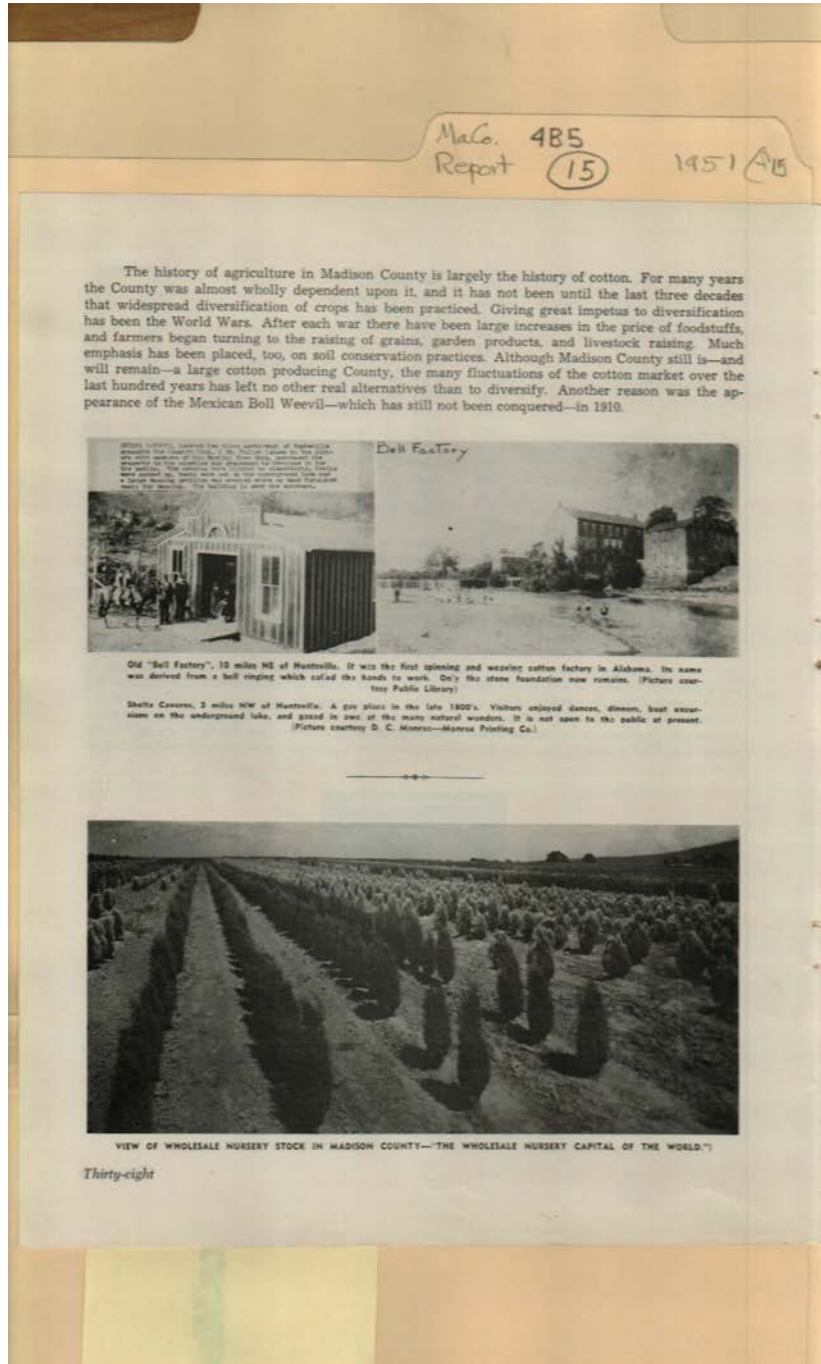 MaCo. 4B5
Report 15 1951
The history of agriculture in Madison County is largely the history of cotton. For many years
the County was almost wholly dependent upon it, and it has not been until the last three decades
that widespread diversification of crops has been practiced. Giving great impetus to diversification
has been the World Wars. After each war there have been large increases in the price of foodstuffs,
and farmers began turning to the raising of grains, garden products, and livestock raising. Much
emphasis has been placed, too, on soil conservation practices. Although Madison County still is—and
will remain—a large cotton producing County, the many fluctuations of the cotton market over the
last hundred years has left no other real alternatives than to diversify. Another reason was the ap-
pearance of the Mexican Boll Weevil—which has still not been conquered—in 1910.
Bell Factory
Old "Bell Factory", 10 miles NE of Huntsville. It was the first spinning and weaving cotton factory in Alabama. Its name
was derived from a bell ringing which called the hands to work. On'y the stone foundation now remains. (Picture cour-
tesy Public Library)
Shelta Caverns, 2 miles NW of Huntsville. A gay place in the late 1800's. Visitors enjoyed dances, dinners, boat excur-
sions on the underground lake, and gazed in awe at the many natural wonders. It is not open to the public at present.
(Picture courtesy D. C. Monroe—Monroe Printing Co.)
VIEW OF WHOLESALE NURSERY STOCK IN MADISON COUNTY—"THE WHOLESALE NURSERY CAPITAL OF THE WORLD.")
Thirty-eight